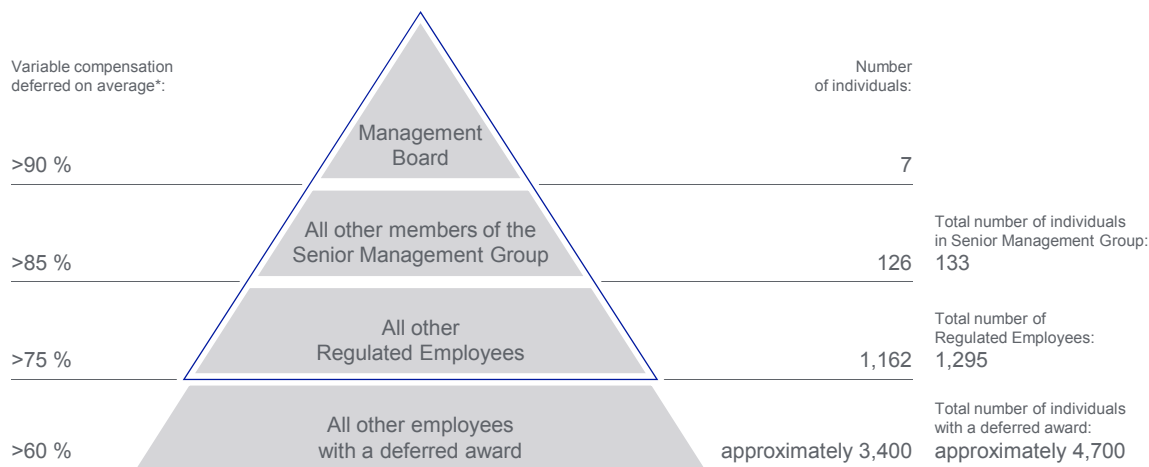 Variable compensation
deferred on average*:
Number
of individuals:
Management
Board
>90 %
7
All other members of the
Senior Management Group
>85 %
126
Total number of individuals
in Senior Management Group:
133
All other
Regulated Employees
>75 %
1,162
Total number of
Regulated Employees:
1,295
All other employees
with a deferred award
>60 %
approximately 3,400
Total number of individuals
with a deferred award:
approximately 4,700